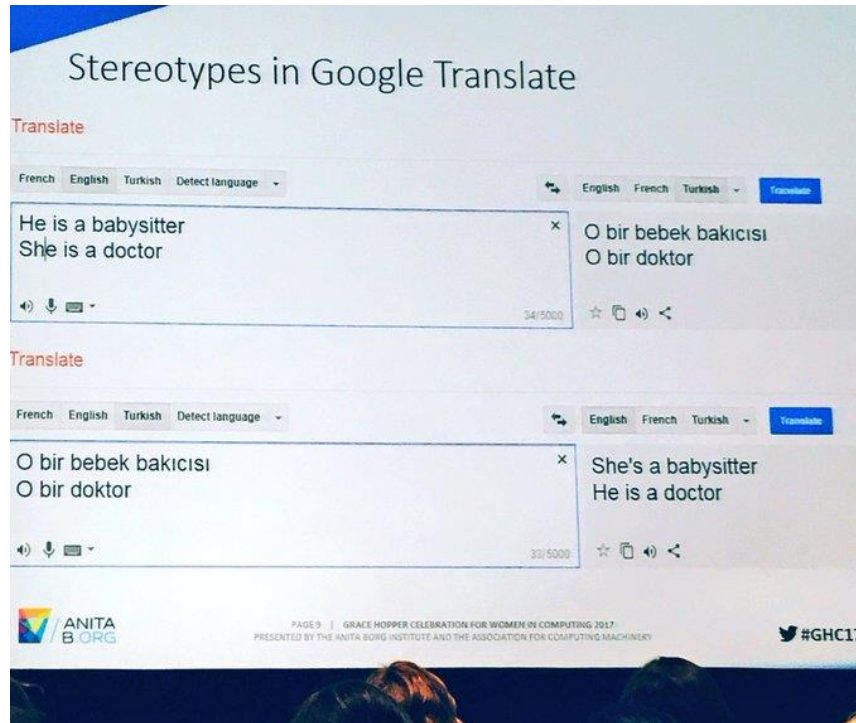 Stereotypes in Google Translate
Translate
French English Turkish Detect language
English French Turkish Translate
He is a babysitter
She is a doctor
34/5000
O bir bebek bakıcısı
O bir doktor
Translate
French English Turkish Detect language
English French Turkish Translate
O bir bebek bakıcısı
O bir doktor
33/5000
She's a babysitter
He is a doctor
ANITA
B.ORG
PAGE 9 | GRACE HOPPER CELEBRATION FOR WOMEN IN COMPUTING 2017
PRESENTED BY THE ANITA BORG INSTITUTE AND THE ASSOCIATION FOR COMPUTING MACHINERY
#GHC17